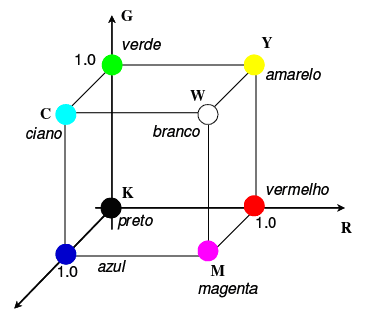 G
verde
1.0
Y
amarelo
W
C
branco
ciano
K
vermelho
preto
1.0
R
1.0
azul
M
magenta